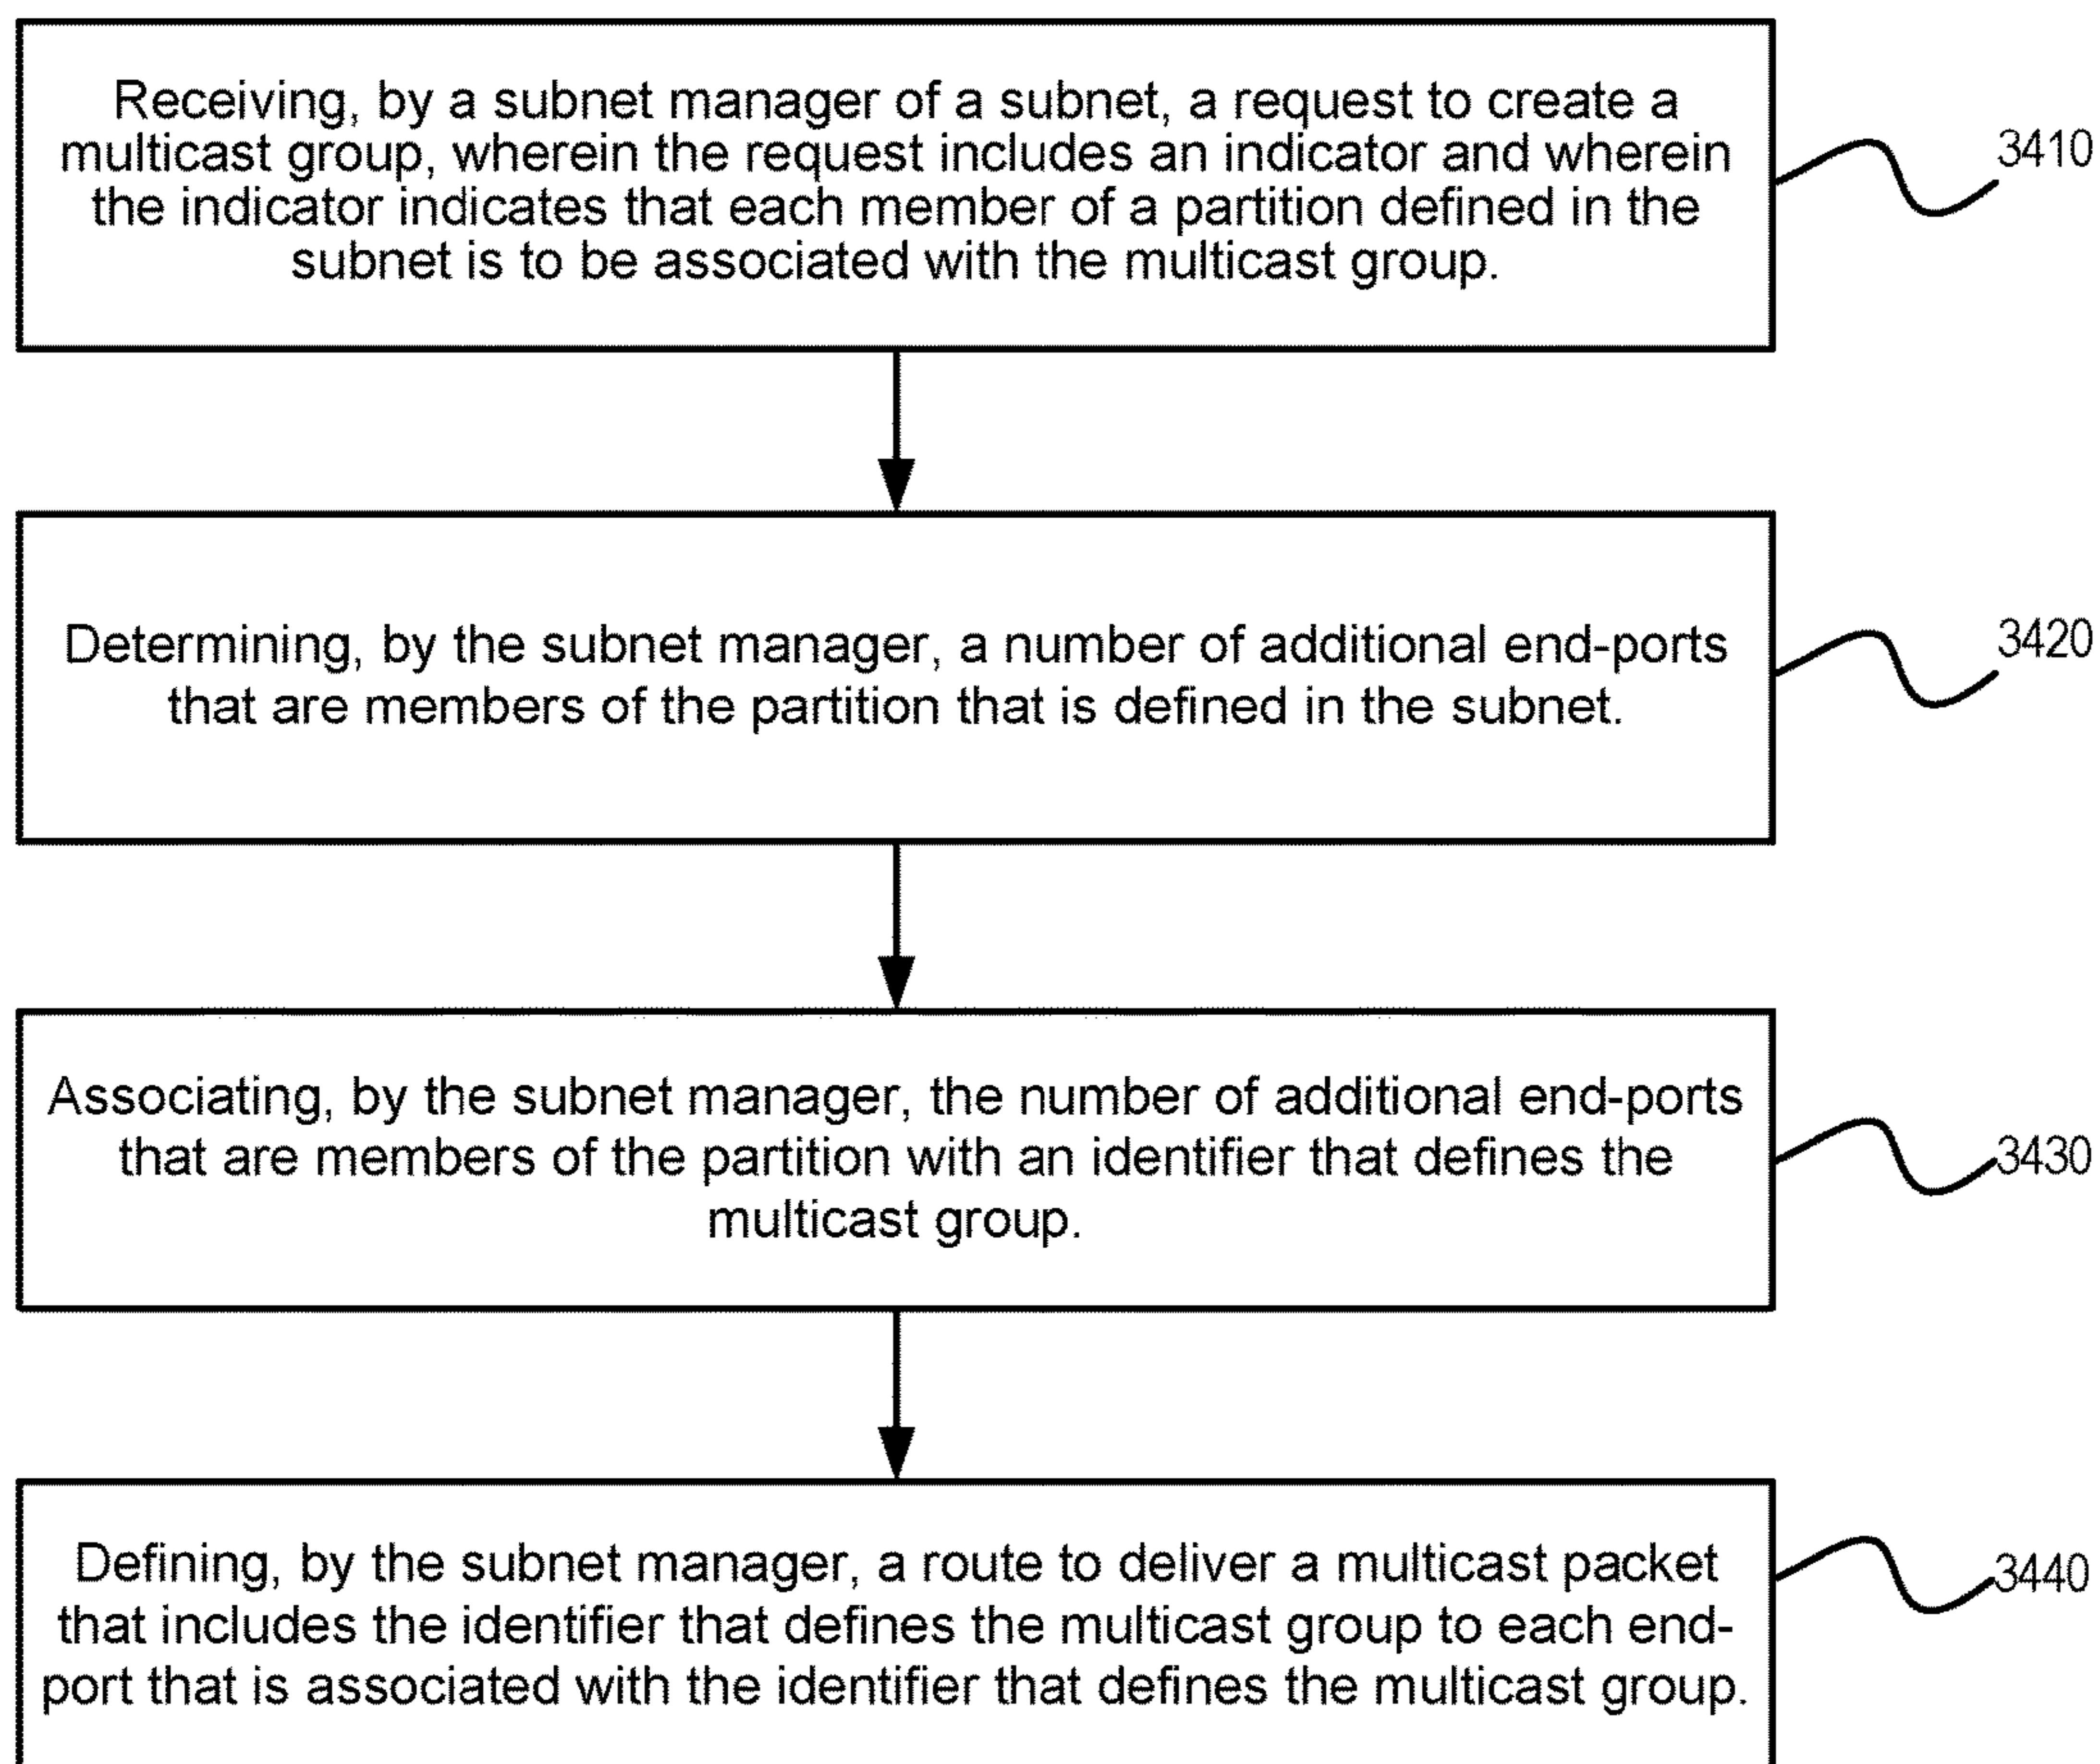 Receiving, by a subnet manager of a subnet, a request to create a
multicast group, wherein the request includes an indicator and wherein
the indicator indicates that each member of a partition defined in the
subnet is to be associated with the multicast group.
3410
Determining, by the subnet manager, a number of additional end-ports
that are members of the partition that is defined in the subnet.
3420
Associating, by the subnet manager, the number of additional end-ports
that are members of the partition with an identifier that defines the
multicast group.
3430
Defining, by the subnet manager, a route to deliver a multicast packet
that includes the identifier that defines the multicast group to each end-
port that is associated with the identifier that defines the multicast group.
3440